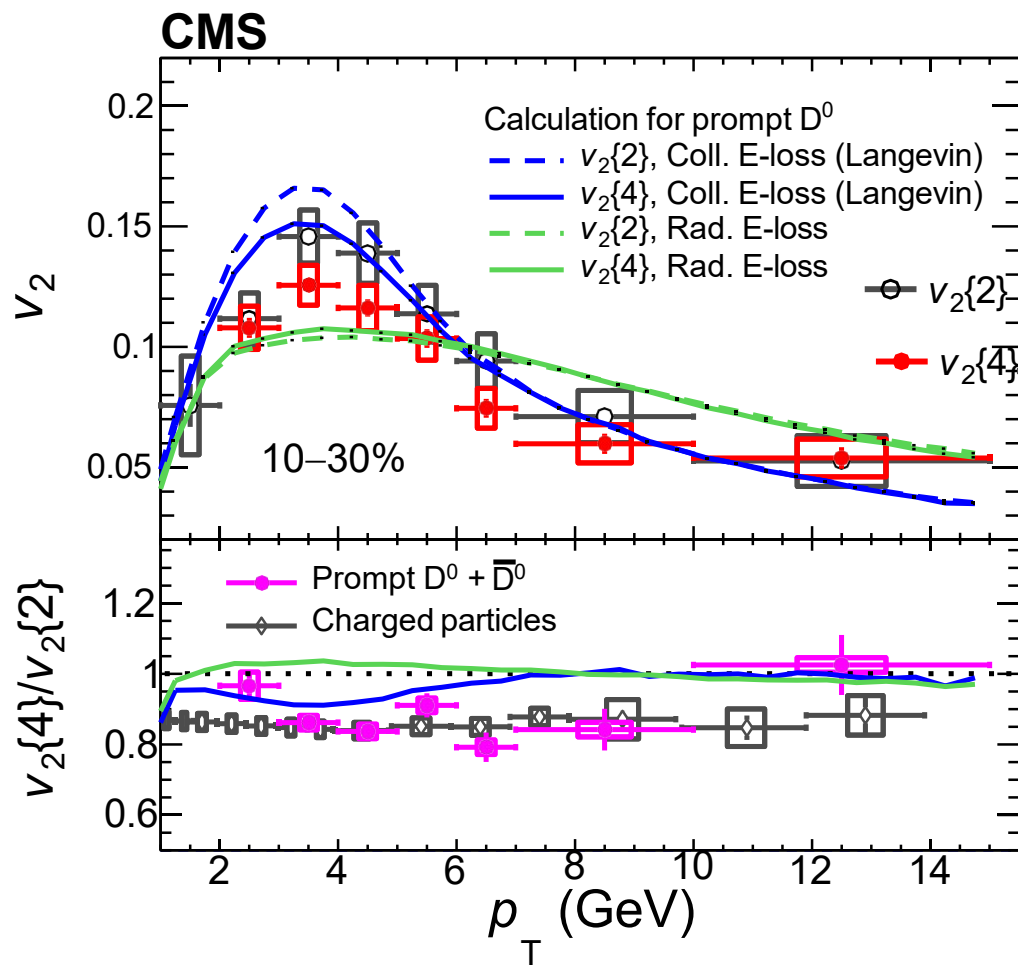 CMS
0.2
0.15
0.1
0.05
v₂
Calculation for prompt D⁰
v₂{2}, Coll. E-loss (Langevin)
v₂{4}, Coll. E-loss (Langevin)
v₂{2}, Rad. E-loss
v₂{4}, Rad. E-loss
v₂{2}
v₂{4}
10–30%
v₂{4}/v₂{2}
1.2
1
0.8
0.6
Prompt D⁰ + D̅⁰
Charged particles
2 4 6 8 10 12 14
p_T (GeV)